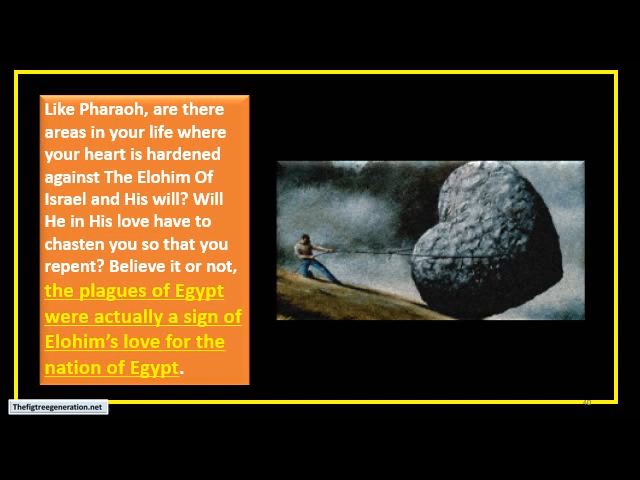 Like Pharaoh, are there
areas in your life where
your heart is hardened
against The Elohim Of
Israel and His will? Will
He in His love have to
chasten you so that you
repent? Believe it or not,
the plagues of Egypt
were actually a sign of
Elohim’s love for the
nation of Egypt.
Thefigtreegeneration.net